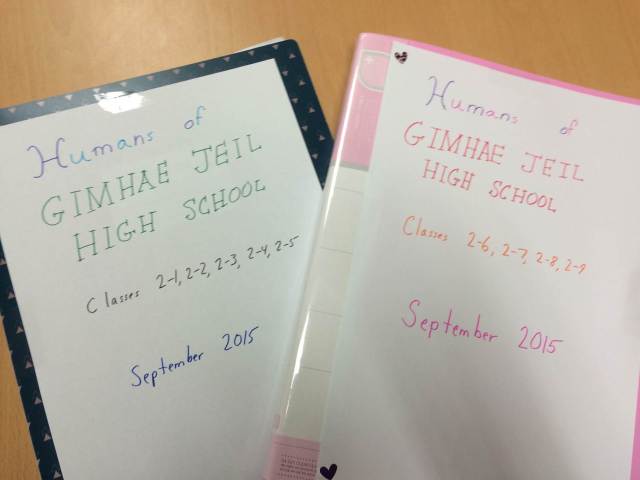 Humans of
GIMHAE JEIL
HIGH SCHOOL
Classes 2-1, 2-2, 2-3, 2-4, 2-5
September 2015
Humans of
GIMHAE JEIL
HIGH SCHOOL
Classes 2-6, 2-7, 2-8, 2-9
September 2015